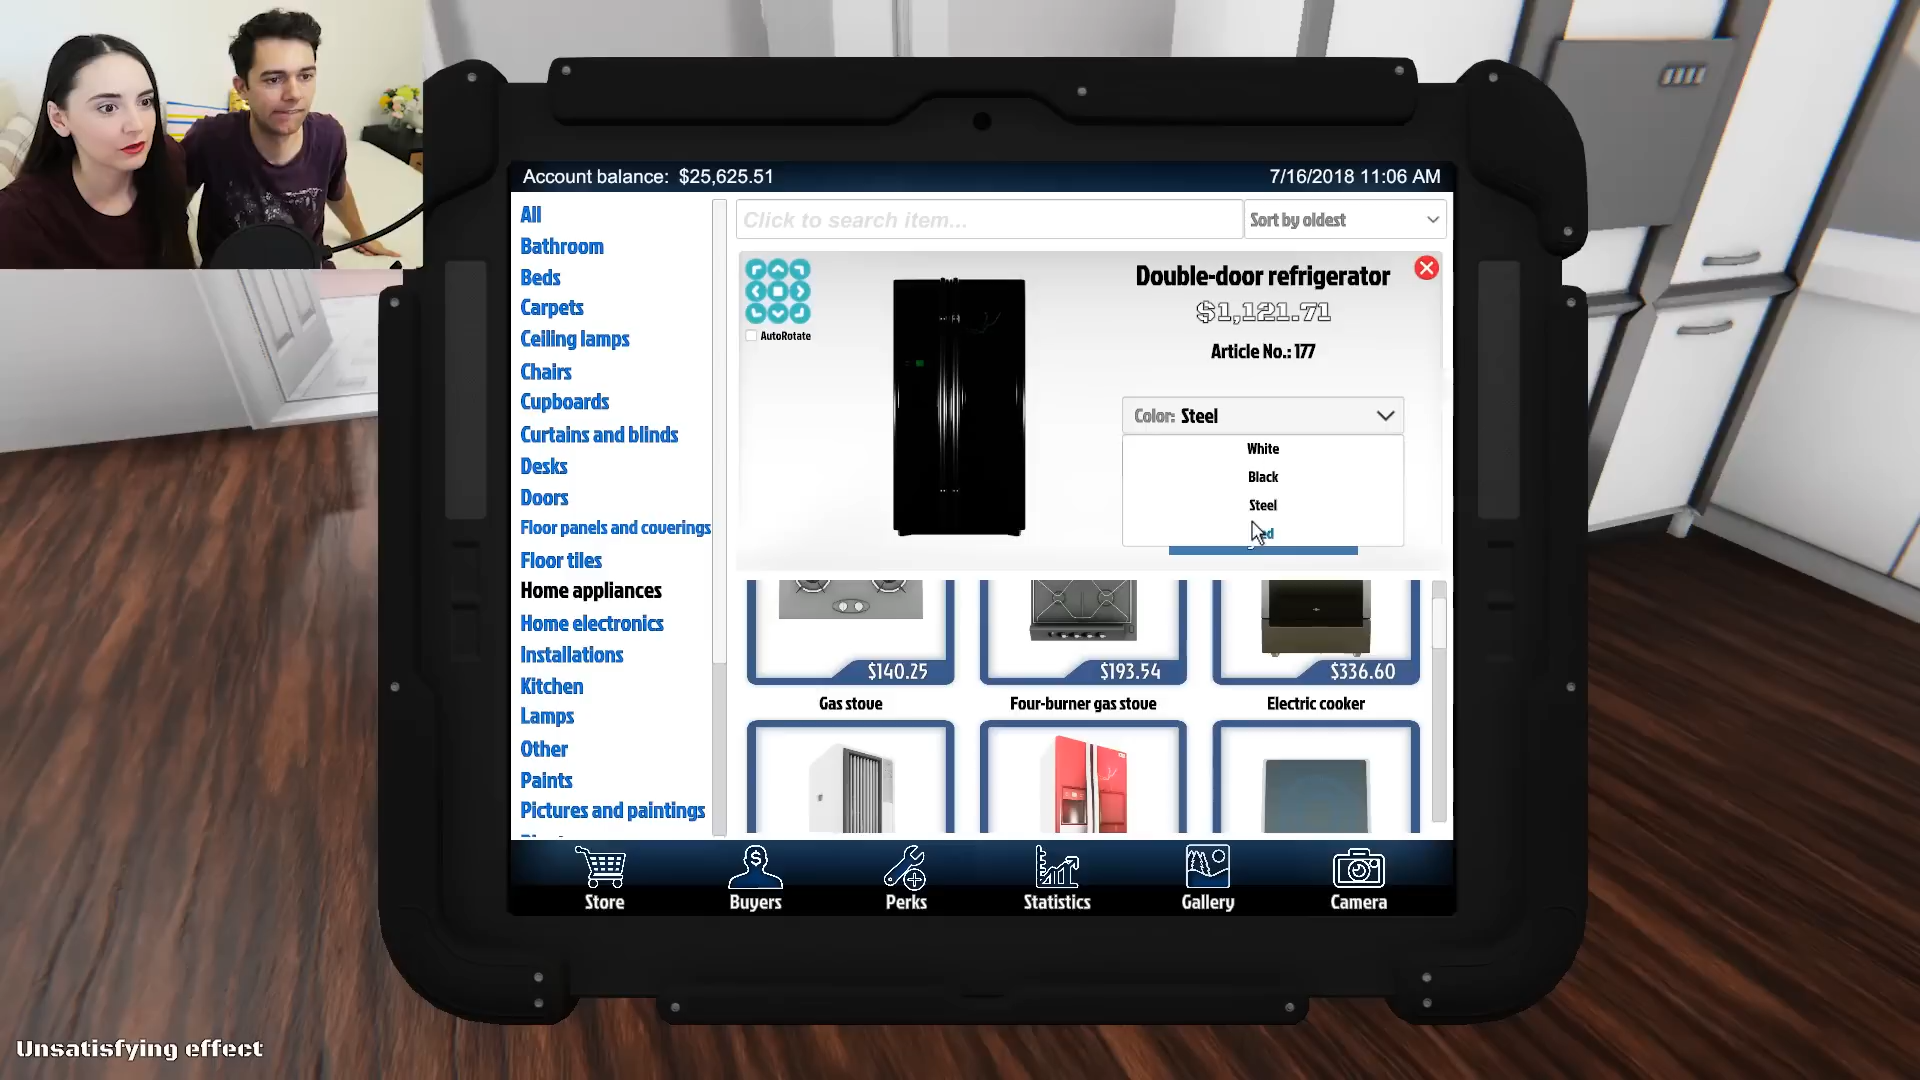 Account balance: $25,625.51
7/16/2018 11:06 AM
All
Bathroom
Beds
Carpets
Ceiling lamps
Chairs
Cupboards
Curtains and blinds
Desks
Doors
Floor panels and coverings
Floor tiles
Home appliances
Home electronics
Installations
Kitchen
Lamps
Other
Paints
Pictures and paintings
Click to search item...
Sort by oldest
AutoRotate
Double-door refrigerator
$1,121.71
Article No.: 177
Color: Steel
White
Black
Steel
$140.25
$193.54
$336.60
Gas stove
Four-burner gas stove
Electric cooker
Store
Buyers
Perks
Statistics
Gallery
Camera
Unsatisfying effect